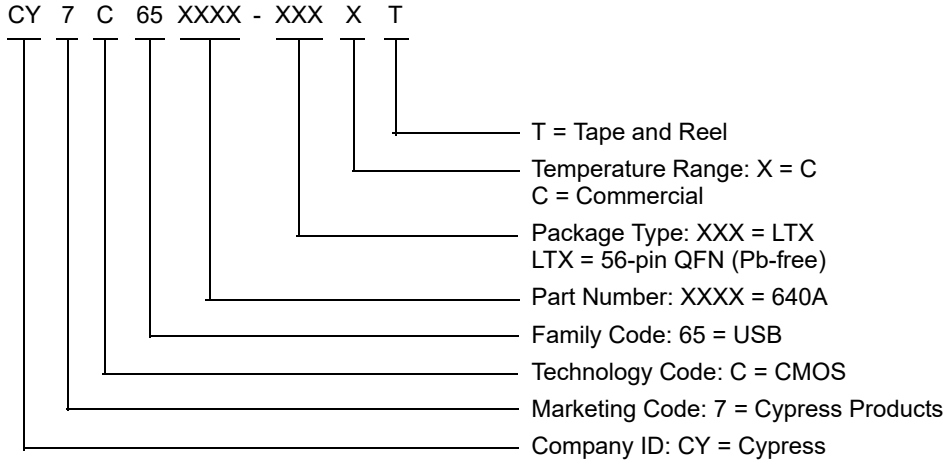 CY 7 C 65 XXXX - XXX X T
T = Tape and Reel
Temperature Range: X = C
C = Commercial
Package Type: XXX = LTX
LTX = 56-pin QFN (Pb-free)
Part Number: XXXX = 640A
Family Code: 65 = USB
Technology Code: C = CMOS
Marketing Code: 7 = Cypress Products
Company ID: CY = Cypress